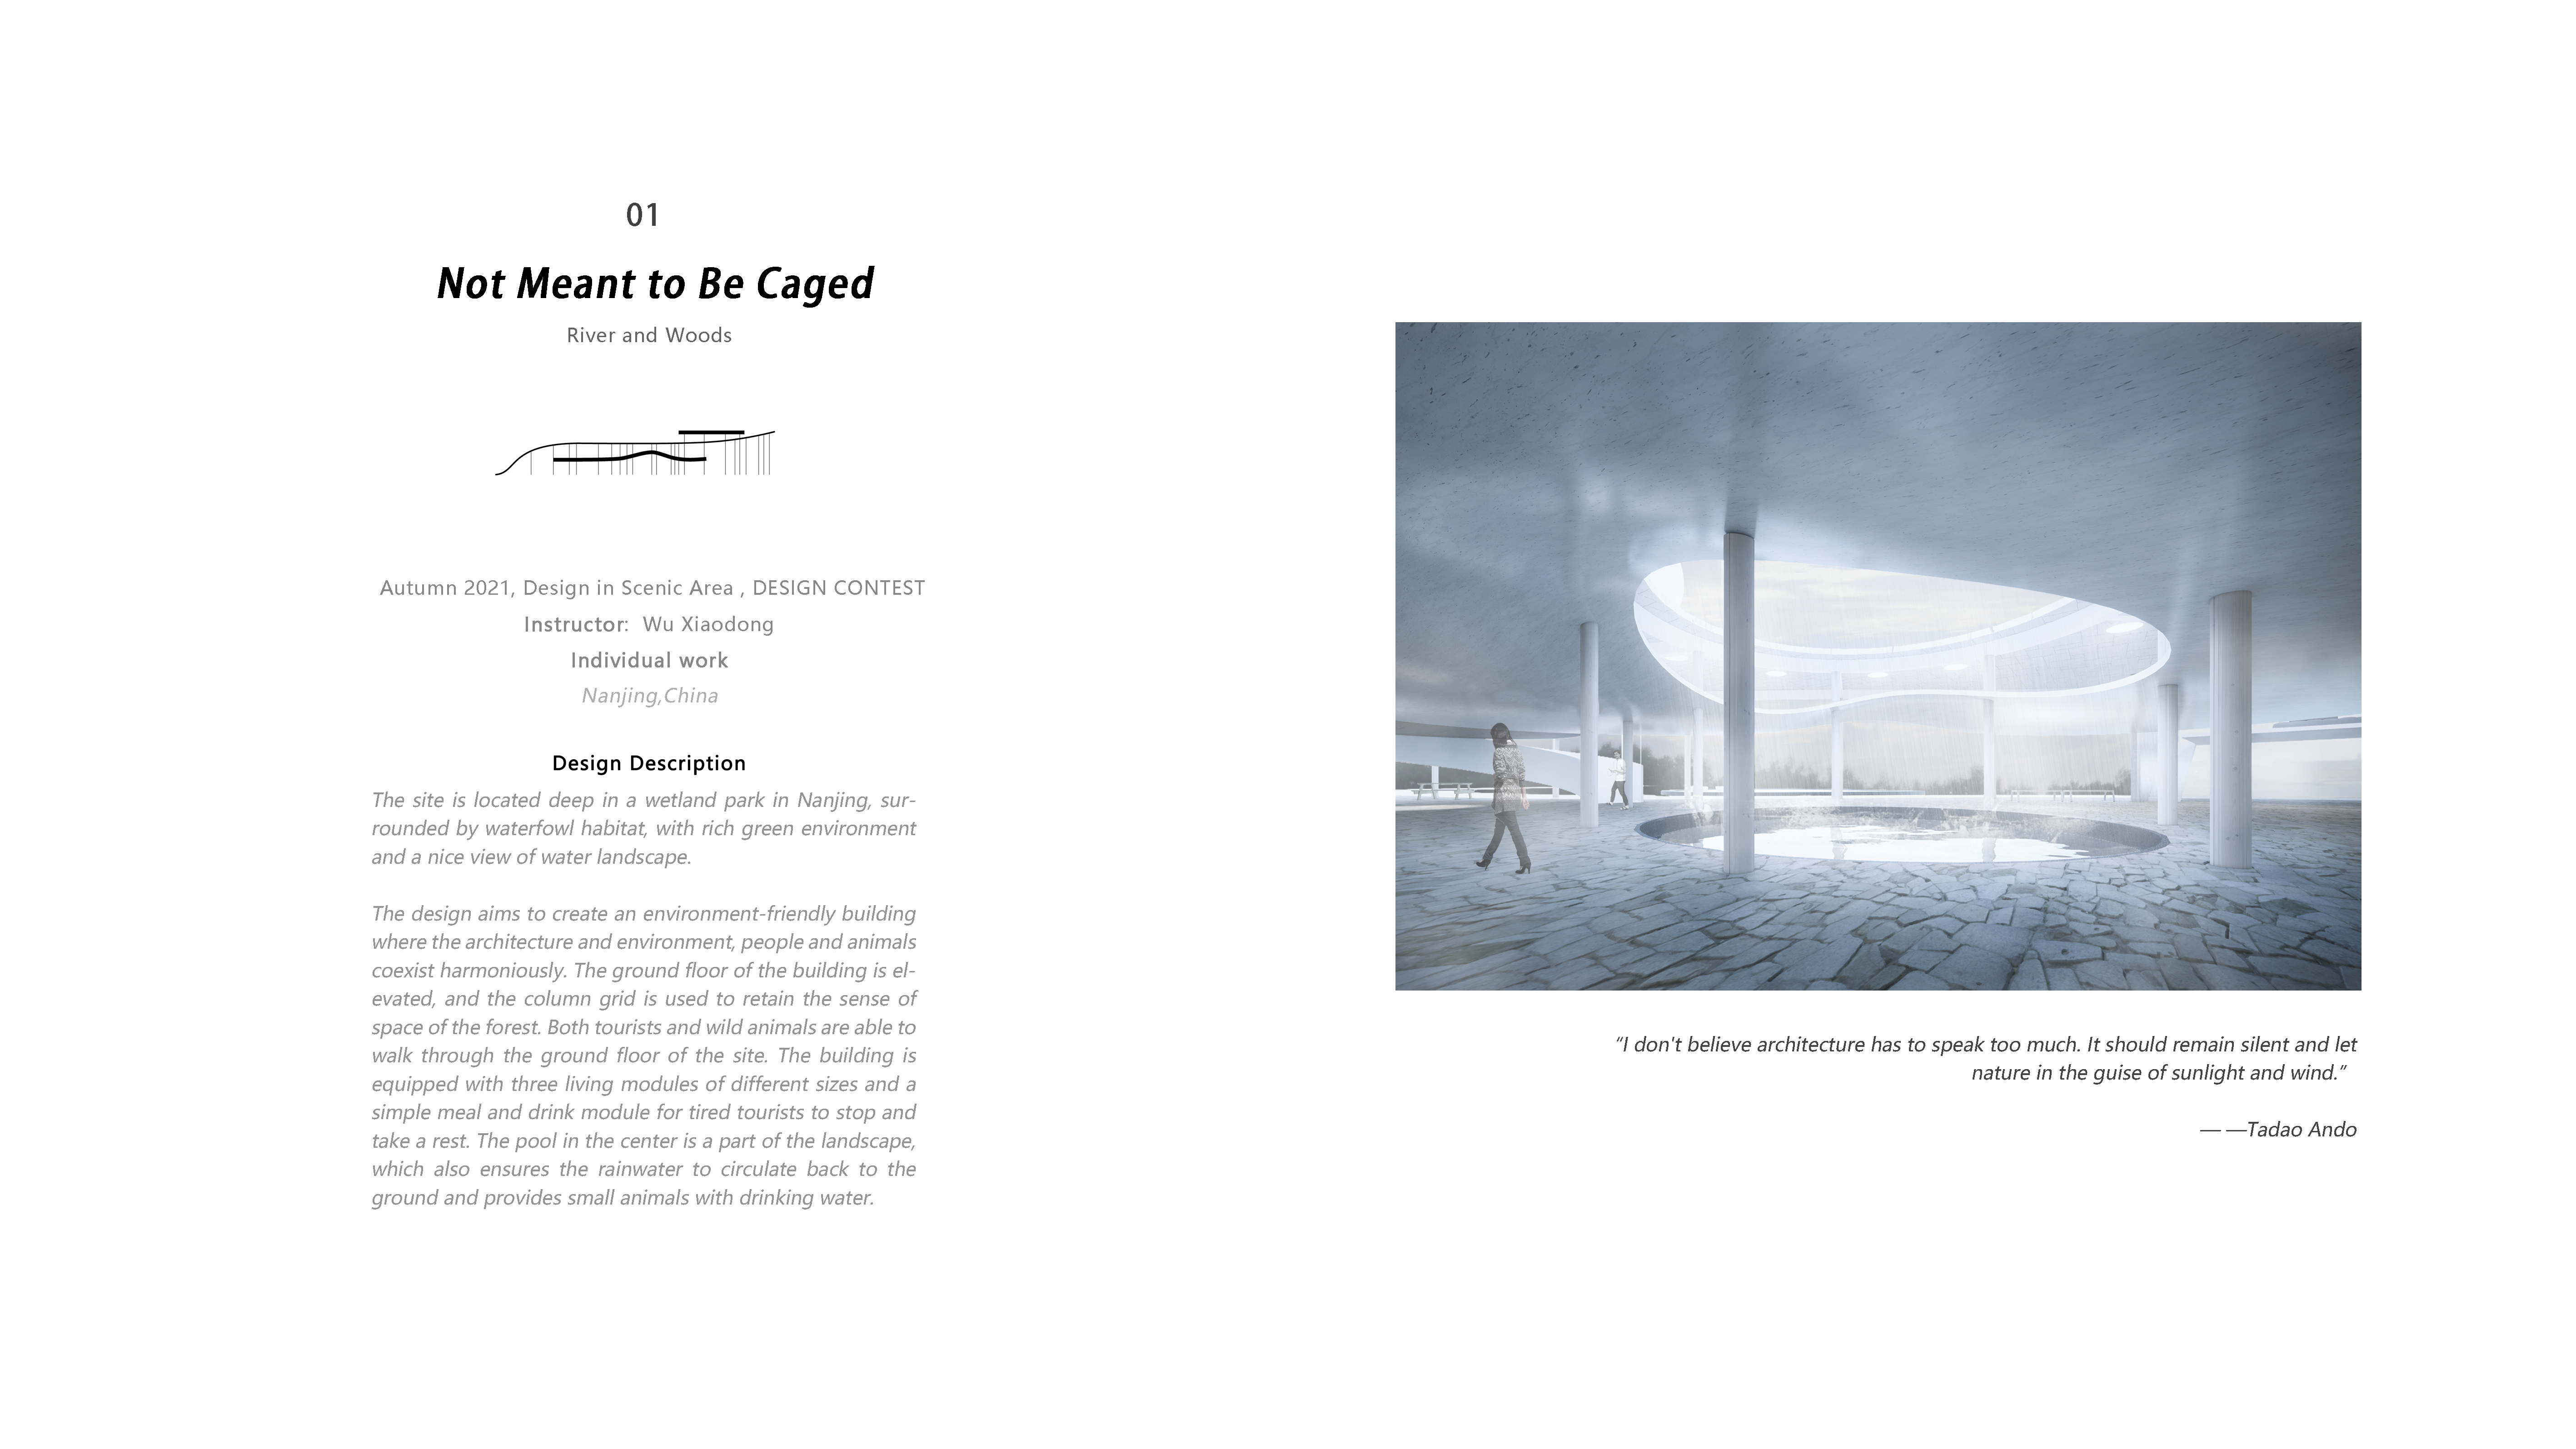 01
Not Meant to Be Caged
River and Woods
Autumn 2021, Design in Scenic Area , DESIGN CONTEST
Instructor:  Wu Xiaodong
Individual work
Nanjing,China
Design Description
The site is located deep in a wetland park in Nanjing, sur-
rounded by waterfowl habitat, with rich green environment
and a nice view of water landscape.
The design aims to create an environment-friendly building
where the architecture and environment, people and animals
coexist harmoniously. The ground floor of the building is el-
evated, and the column grid is used to retain the sense of
space of the forest. Both tourists and wild animals are able to
walk through the ground floor of the site. The building is
equipped with three living modules of different sizes and a
simple meal and drink module for tired tourists to stop and
take a rest. The pool in the center is a part of the landscape,
which also ensures the rainwater to circulate back to the
ground and provides small animals with drinking water.
“I don't believe architecture has to speak too much. It should remain silent and let
nature in the guise of sunlight and wind.”
— —Tadao Ando